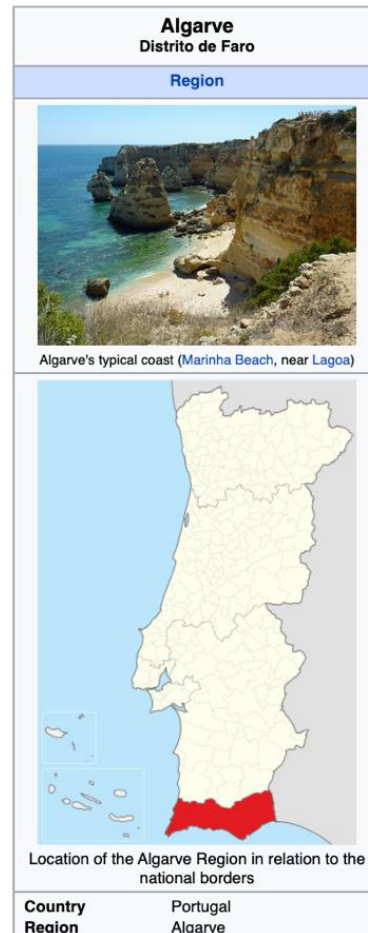 Algarve
Distrito de Faro
Region
Algarve's typical coast (Marinha Beach, near Lagoa)
Location of the Algarve Region in relation to the
national borders
Country Portugal
Region Algarve